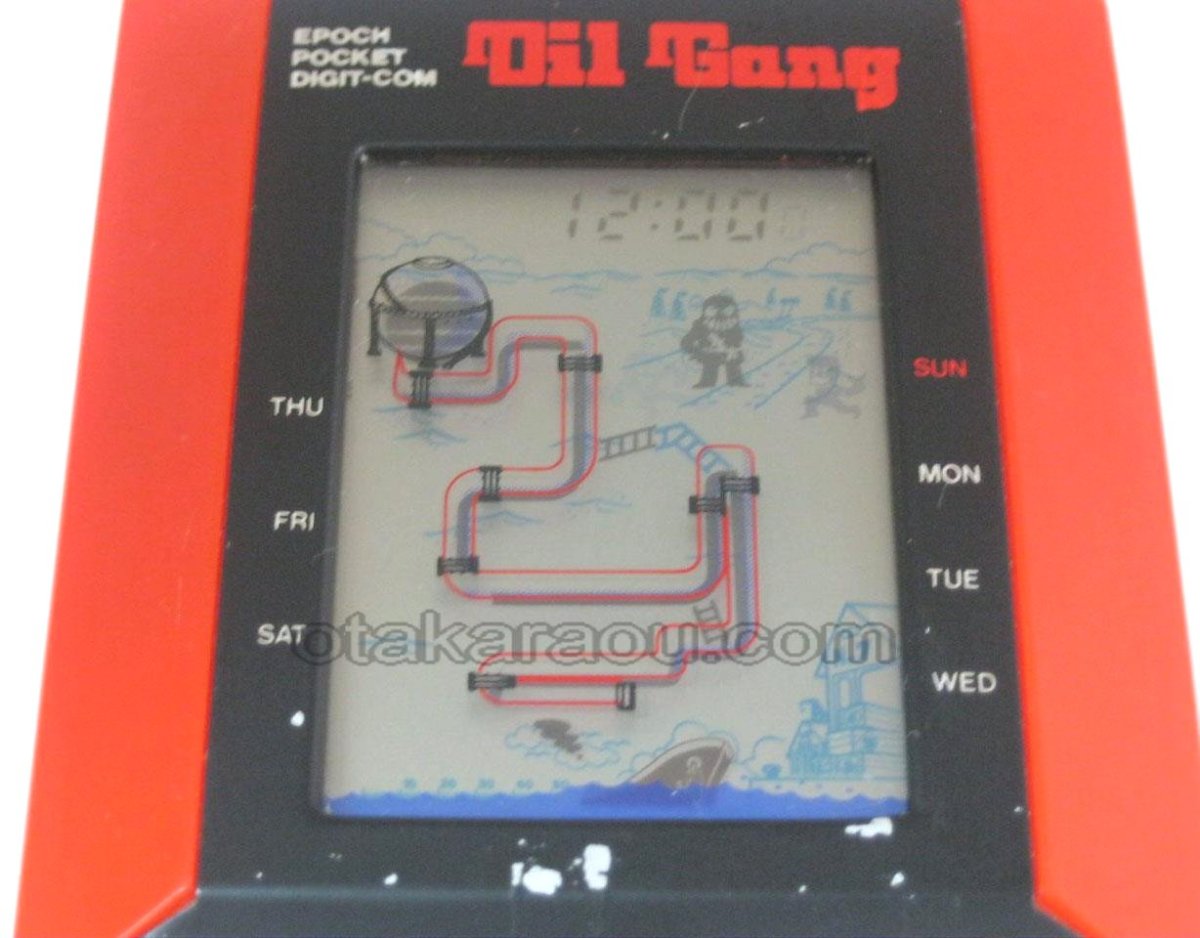 EPOCH
POCKET
DIGIT-COM
Oil Gang
12:00
SUN
THU
MON
FRI
TUE
SAT
otakaraou.com
WED